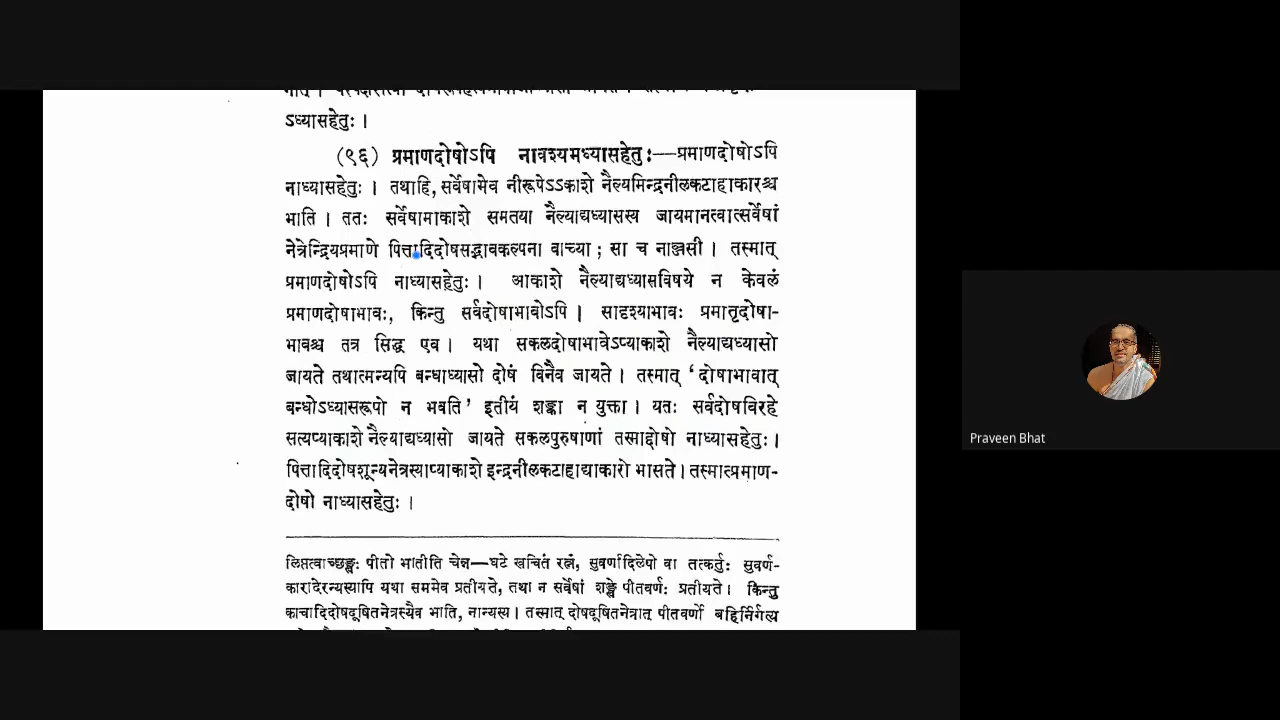 ऽध्यासहेतुः ।
(९६) प्रमाणदोषोऽपि नावश्यमध्यासहेतुः—प्रमाणदोषोऽपि
नाध्यासहेतुः । तथाहि, सर्वेषामेव नीरूपेऽऽकाशे नैल्यमिन्द्रनीलकटाहाकारश्च
भाति । ततः सर्वेषामाकाशे समतया नैल्याद्यध्यासस्य जायमानत्वात्सर्वेषां
नेत्रेन्द्रियप्रमाणे पित्तादिदोषसद्भावकल्पना वाच्या ; सा च नाञ्जसी । तस्मात्
प्रमाणदोषोऽपि नाध्यासहेतुः । आकाशे नैल्याद्यध्यासविषये न केवलं
प्रमाणदोषाभावः, किन्तु सर्वदोषाभावोऽपि । सादृश्याभावः प्रमातृदोषा-
भावश्च तत्र सिद्ध एव । यथा सकलदोषाभावेऽप्याकाशे नैल्याद्यध्यासो
जायते तथात्मन्यपि बन्धाध्यासो दोषं विनैव जायते । तस्मात् ‘दोषाभावात्
बन्धोऽध्यासरूपो न भवति’ इतीयं शङ्का न युक्ता । यतः सर्वदोषविरहे
सत्यप्याकाशे नैल्याद्यध्यासो जायते सकलपुरुषाणां तस्माद्दोषो नाध्यासहेतुः ।
पित्तादिदोषशून्यनेत्रस्याप्याकाशे इन्द्रनीलकटाहाद्याकारो भासते । तस्मात्प्रमाण-
दोषो नाध्यासहेतुः ।
लिप्तत्वाच्छङ्खः पीतो भातीति चेन्न—घटे खचितं रत्नं, सुवर्णादिलेपो वा तत्कर्तुः सुवर्ण-
कारादेरन्यस्यापि यथा सममेव प्रतीयते, तथा न सर्वेषां शङ्खे पीतवर्णः प्रतीयते । किन्तु
काचादिदोषदूषितनेत्रस्यैव भाति, नान्यस्य । तस्मात् दोषदूषितनेत्रात् पीतवर्णो बहिर्निर्गत्य
Praveen Bhat